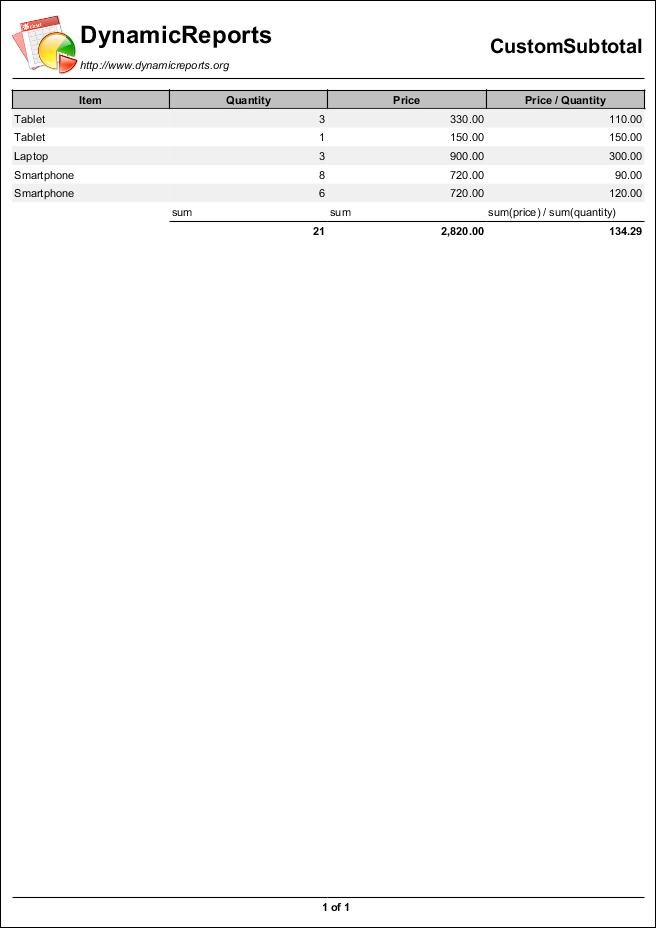 DynamicReports
http://www.dynamicreports.org
CustomSubtotal
Item Quantity Price Price / Quantity
Tablet 3 330.00 110.00
Tablet 1 150.00 150.00
Laptop 3 900.00 300.00
Smartphone 8 720.00 90.00
Smartphone 6 720.00 120.00
sum sum sum(price) / sum(quantity)
21 2,820.00 134.29
1 of 1